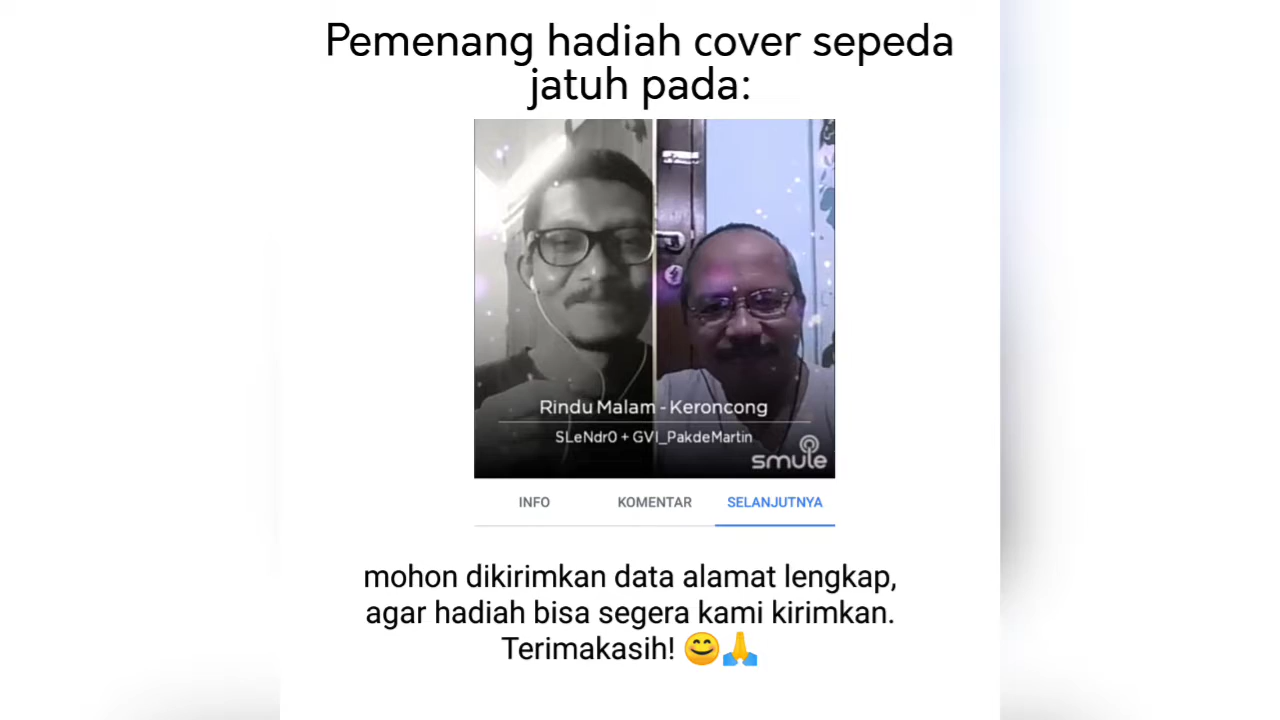 Pemenang hadiah cover sepeda
jatuh pada:
Rindu Malam - Keroncong
SLeNdr0 + GVI_PakdeMartin
smule
INFO KOMENTAR SELANJUTNYA
mohon dikirimkan data alamat lengkap,
agar hadiah bisa segera kami kirimkan.
Terimakasih! 😊🙏